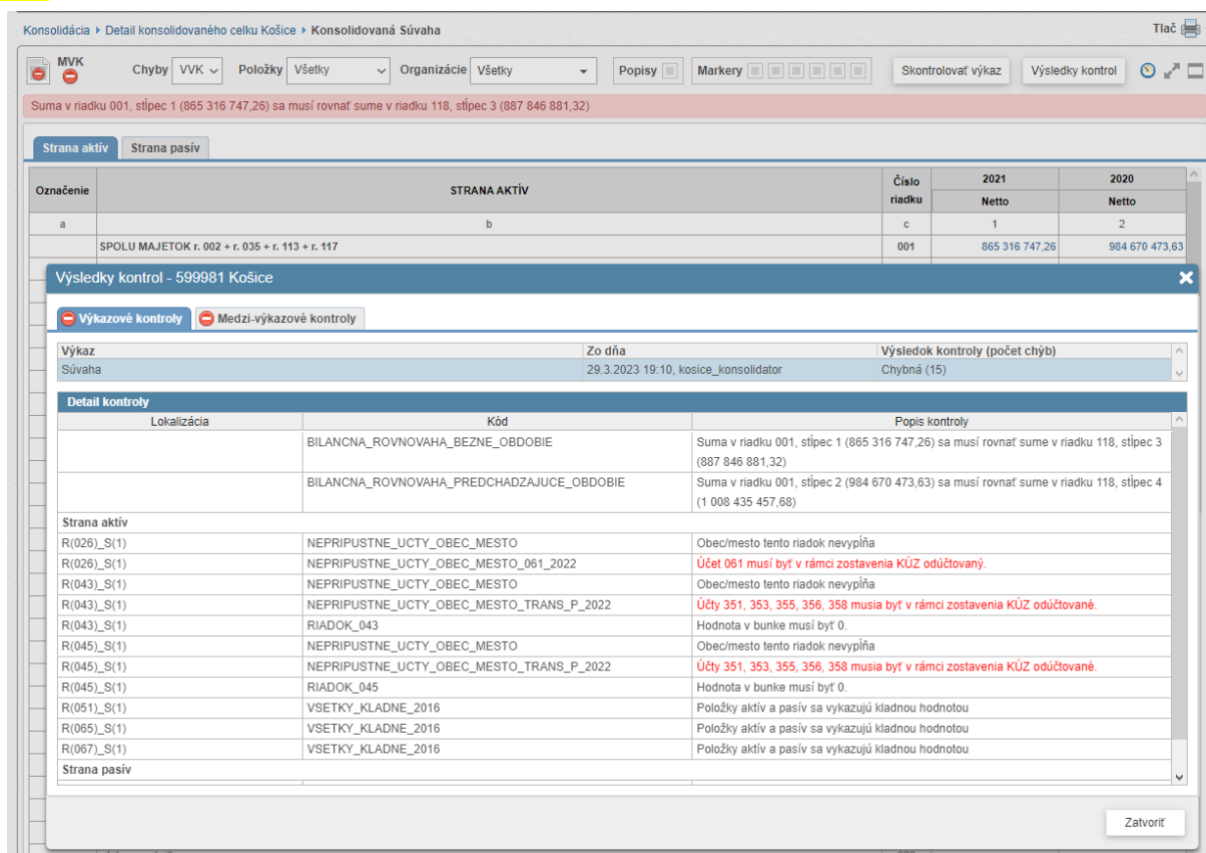 Konsolidácia ▸ Detail konsolidovaného celku Košice ▸ Konsolidovaná Súvaha
Tlač
MVK
Chyby VVK
Položky Všetky
Organizácie Všetky
Popisy
Markery
Skontrolovať výkaz
Výsledky kontrol
Suma v riadku 001, stĺpec 1 (865 316 747,26) sa musí rovnať sume v riadku 118, stĺpec 3 (887 846 881,32)
Strana aktív
Strana pasív
Označenie
STRANA AKTÍV
Číslo riadku
2021
2020
Netto
Netto
a b c 1 2
SPOLU MAJETOK r. 002 + r. 035 + r. 113 + r. 117 001 865 316 747,26 984 670 473,63
Výsledky kontrol - 599981 Košice
Výkazové kontroly
Medzi-výkazové kontroly
Výkaz Zo dňa Výsledok kontroly (počet chýb)
Súvaha 29.3.2023 19:10, kosice_konsolidator Chybná (15)
Detail kontroly
Lokalizácia Kód Popis kontroly
BILANCNA_ROVNOVAHA_BEZNE_OBDOBIE Suma v riadku 001, stĺpec 1 (865 316 747,26) sa musí rovnať sume v riadku 118, stĺpec 3
(887 846 881,32)
BILANCNA_ROVNOVAHA_PREDCHADZAJUCE_OBDOBIE Suma v riadku 001, stĺpec 2 (984 670 473,63) sa musí rovnať sume v riadku 118, stĺpec 4
(1 008 435 457,68)
Strana aktív
R(026)_S(1) NEPRIPUSTNE_UCTY_OBEC_MESTO Obec/mesto tento riadok nevypĺňa
R(026)_S(1) NEPRIPUSTNE_UCTY_OBEC_MESTO_061_2022 Účet 061 musí byť v rámci zostavenia KÚZ odúčtovaný.
R(043)_S(1) NEPRIPUSTNE_UCTY_OBEC_MESTO Obec/mesto tento riadok nevypĺňa
R(043)_S(1) NEPRIPUSTNE_UCTY_OBEC_MESTO_TRANS_P_2022 Účty 351, 353, 355, 356, 358 musia byť v rámci zostavenia KÚZ odúčtované.
R(043)_S(1) RIADOK_043 Hodnota v bunke musí byť 0.
R(045)_S(1) NEPRIPUSTNE_UCTY_OBEC_MESTO Obec/mesto tento riadok nevypĺňa
R(045)_S(1) NEPRIPUSTNE_UCTY_OBEC_MESTO_TRANS_P_2022 Účty 351, 353, 355, 356, 358 musia byť v rámci zostavenia KÚZ odúčtované.
R(045)_S(1) RIADOK_045 Hodnota v bunke musí byť 0.
R(051)_S(1) VSETKY_KLADNE_2016 Položky aktív a pasív sa vykazujú kladnou hodnotou
R(065)_S(1) VSETKY_KLADNE_2016 Položky aktív a pasív sa vykazujú kladnou hodnotou
R(067)_S(1) VSETKY_KLADNE_2016 Položky aktív a pasív sa vykazujú kladnou hodnotou
Strana pasív
Zatvoriť